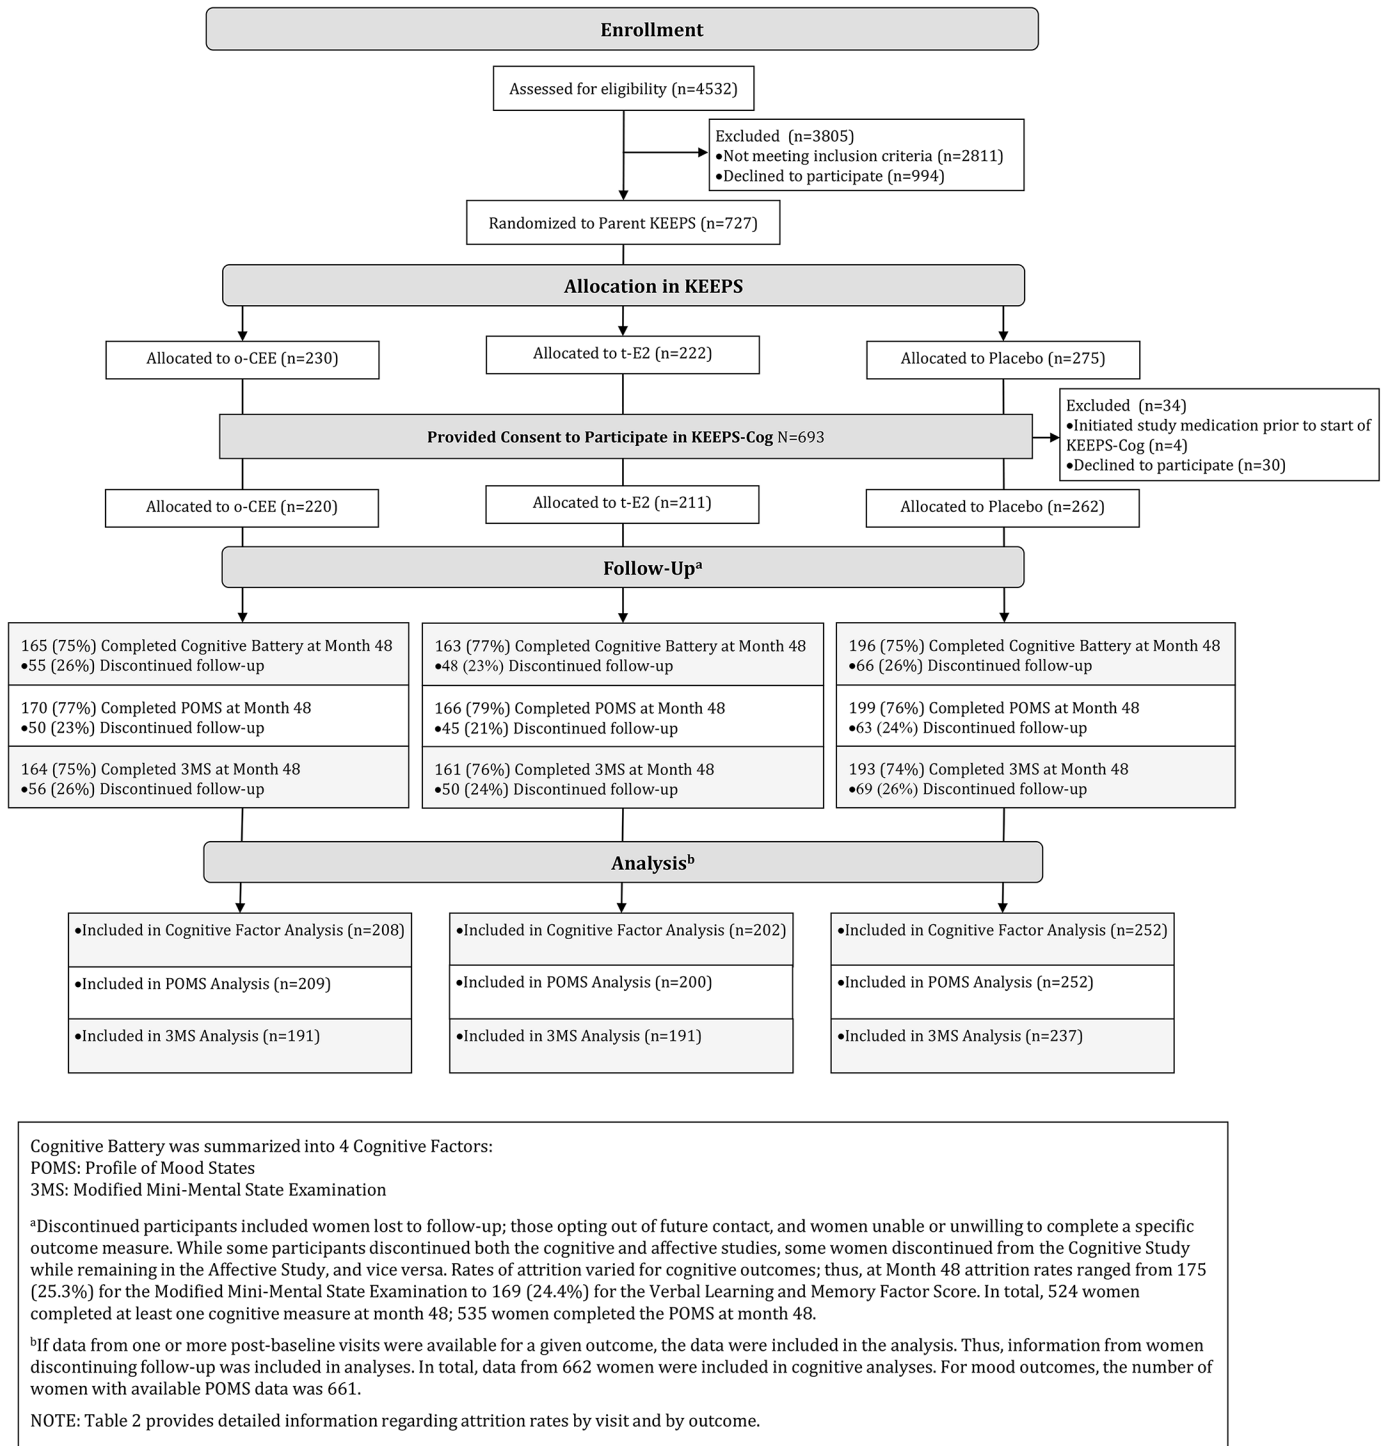 Enrollment
Assessed for eligibility (n=4532)
Excluded  (n=3805)
•Not meeting inclusion criteria (n=2811)
•Declined to participate (n=994)
Randomized to Parent KEEPS (n=727)
Allocation in KEEPS
Allocated to o-CEE (n=230)
Allocated to t-E2 (n=222)
Allocated to Placebo (n=275)
Excluded  (n=34)
•Initiated study medication prior to start of
KEEPS-Cog (n=4)
•Declined to participate (n=30)
Provided Consent to Participate in KEEPS-Cog N=693
Allocated to o-CEE (n=220)
Allocated to t-E2 (n=211)
Allocated to Placebo (n=262)
Follow-Upᵃ
165 (75%) Completed Cognitive Battery at Month 48
•55 (26%) Discontinued follow-up
170 (77%) Completed POMS at Month 48
•50 (23%) Discontinued follow-up
164 (75%) Completed 3MS at Month 48
•56 (26%) Discontinued follow-up
163 (77%) Completed Cognitive Battery at Month 48
•48 (23%) Discontinued follow-up
166 (79%) Completed POMS at Month 48
•45 (21%) Discontinued follow-up
161 (76%) Completed 3MS at Month 48
•50 (24%) Discontinued follow-up
196 (75%) Completed Cognitive Battery at Month 48
•66 (26%) Discontinued follow-up
199 (76%) Completed POMS at Month 48
•63 (24%) Discontinued follow-up
193 (74%) Completed 3MS at Month 48
•69 (26%) Discontinued follow-up
Analysisᵇ
•Included in Cognitive Factor Analysis (n=208)
•Included in POMS Analysis (n=209)
•Included in 3MS Analysis (n=191)
•Included in Cognitive Factor Analysis (n=202)
•Included in POMS Analysis (n=200)
•Included in 3MS Analysis (n=191)
•Included in Cognitive Factor Analysis (n=252)
•Included in POMS Analysis (n=252)
•Included in 3MS Analysis (n=237)
Cognitive Battery was summarized into 4 Cognitive Factors:
POMS: Profile of Mood States
3MS: Modified Mini-Mental State Examination
ᵃDiscontinued participants included women lost to follow-up; those opting out of future contact, and women unable or unwilling to complete a specific
outcome measure. While some participants discontinued both the cognitive and affective studies, some women discontinued from the Cognitive Study
while remaining in the Affective Study, and vice versa. Rates of attrition varied for cognitive outcomes; thus, at Month 48 attrition rates ranged from 175
(25.3%) for the Modified Mini-Mental State Examination to 169 (24.4%) for the Verbal Learning and Memory Factor Score. In total, 524 women
completed at least one cognitive measure at month 48; 535 women completed the POMS at month 48.
ᵇIf data from one or more post-baseline visits were available for a given outcome, the data were included in the analysis. Thus, information from women
discontinuing follow-up was included in analyses. In total, data from 662 women were included in cognitive analyses. For mood outcomes, the number of
women with available POMS data was 661.
NOTE: Table 2 provides detailed information regarding attrition rates by visit and by outcome.